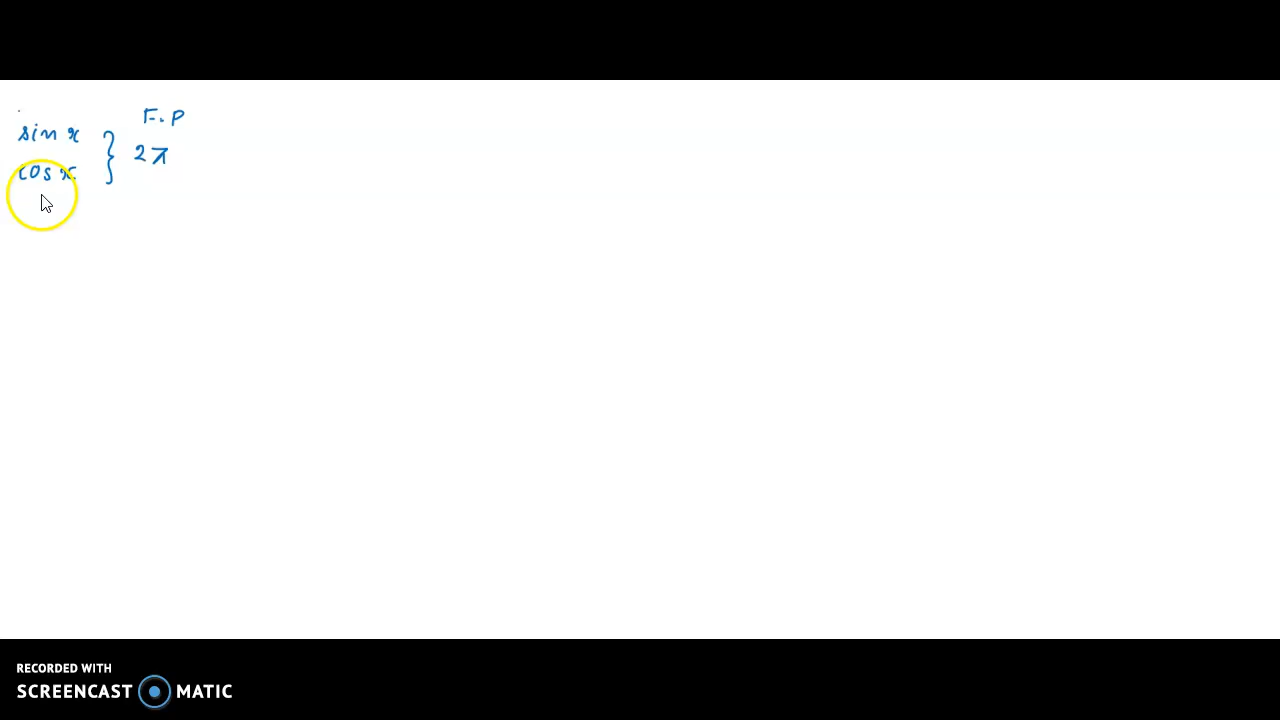 F.P
sin x
cos x } 2π
RECORDED WITH
SCREENCAST MATIC